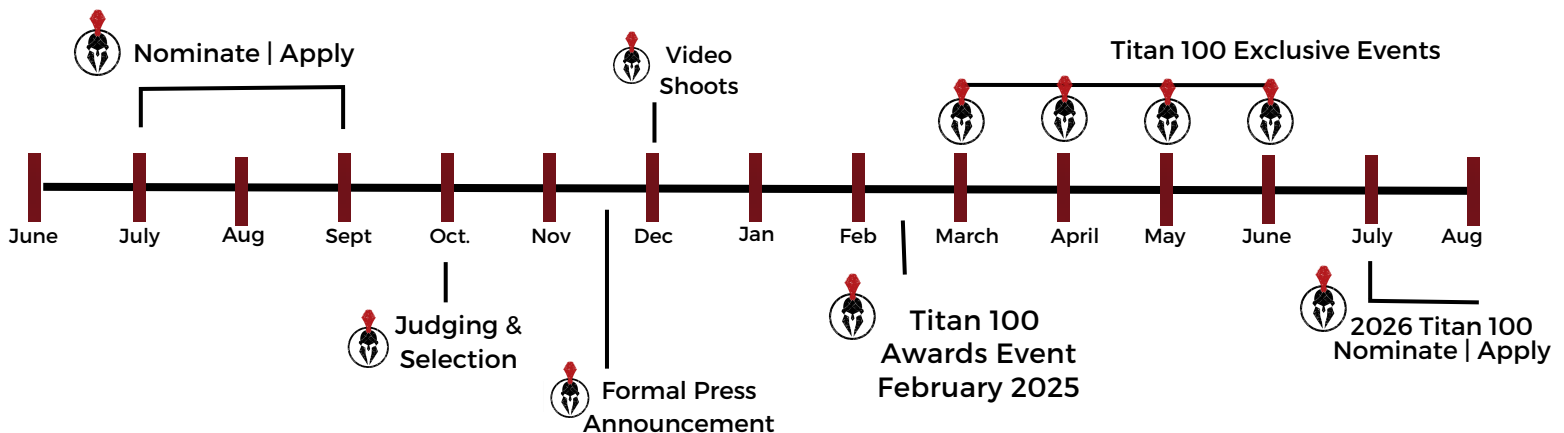 Nominate | Apply
Video
Shoots
Titan 100 Exclusive Events
June
July
Aug
Sept
Oct.
Nov
Dec
Jan
Feb
March
April
May
June
July
Aug
Judging &
Selection
Formal Press
Announcement
Titan 100
Awards Event
February 2025
2026 Titan 100
Nominate | Apply